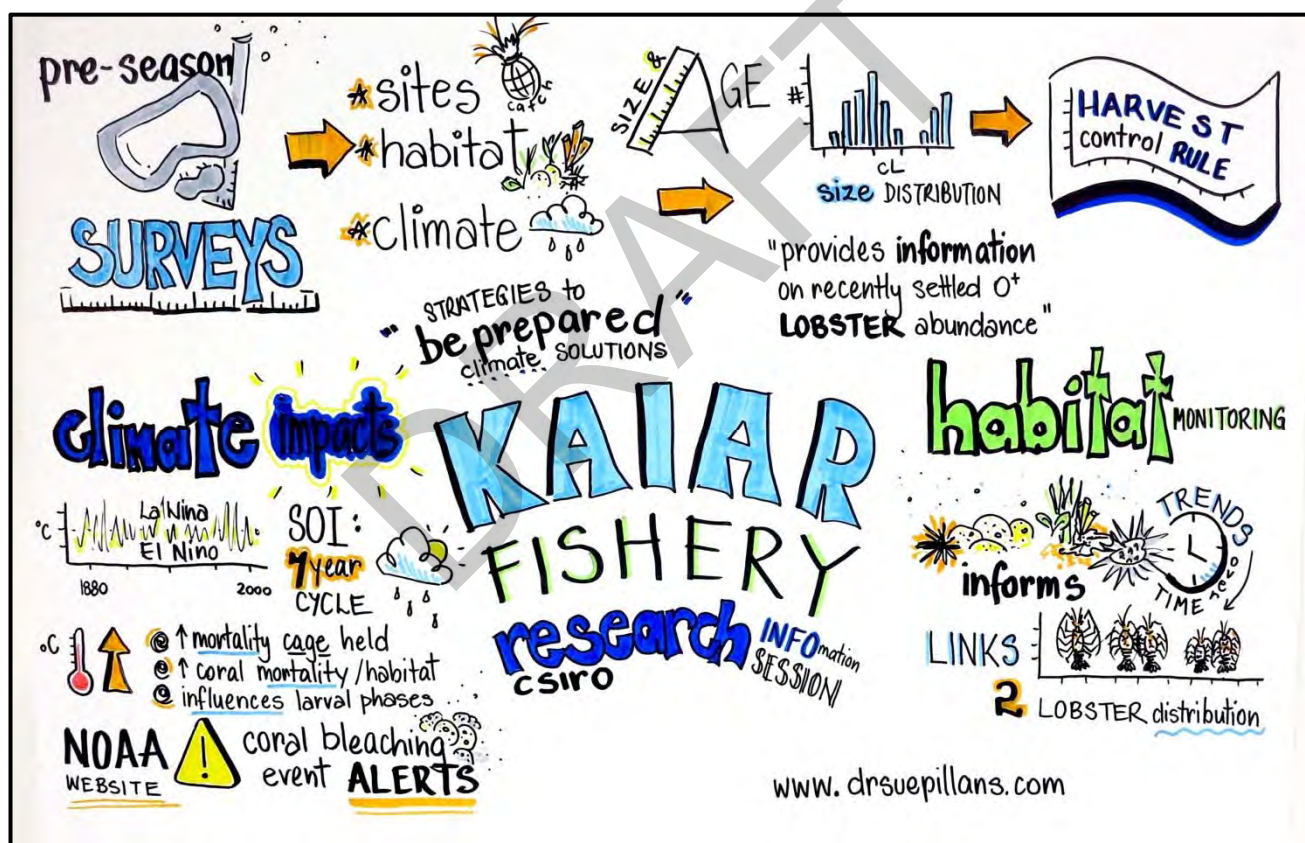 pre-season
SURVEYS
*sites
catch
*habitat
*climate
SIZE & AGE
#
CL
size DISTRIBUTION
HARVEST
control RULE
"provides information
on recently settled 0+
LOBSTER abundance"
STRATEGIES to
"be prepared"
climate SOLUTIONS
DRAFT
climate impacts
°C
La Nina
El Nino
1880
2000
SOI:
7 year
CYCLE
°C
↑ mortality cage held
↑ coral mortality/habitat
influences larval phases
NOAA
WEBSITE
coral bleaching
event ALERTS
KAIAR
FISHERY
research
csiro
INFOmation
SESSION
habitat MONITORING
informs
TRENDS
over
TIME
LINKS
2 LOBSTER distribution
www.drsuepillans.com